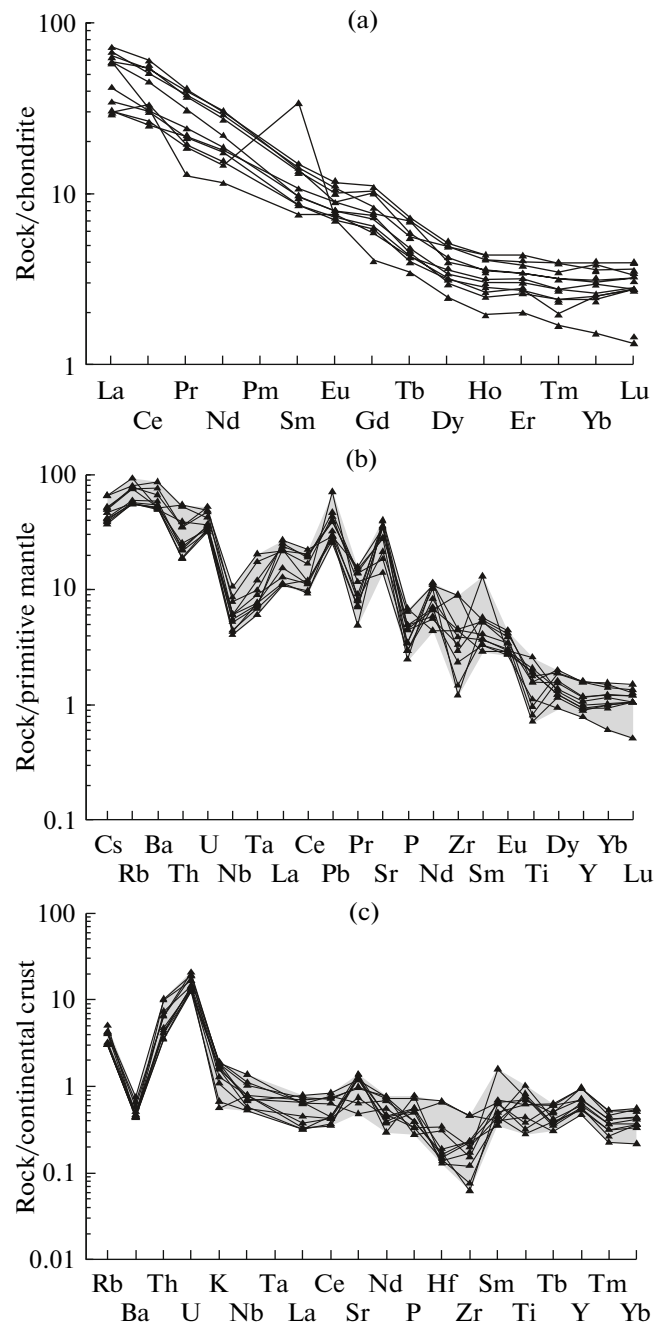 (a)
100
10
1
Rock/chondrite
La Pr Pm Eu Tb Ho Tm Lu
Ce Nd Sm Gd Dy Er Yb
(b)
100
10
1
0.1
Rock/primitive mantle
Cs Ba U Ta Ce Pr P Zr Eu Dy Yb
Rb Th Nb La Pb Sr Nd Sm Ti Y Lu
(c)
100
10
1
0.1
0.01
Rock/continental crust
Rb Th K Ta Ce Nd Hf Sm Tb Tm
Ba U Nb La Sr P Zr Ti Y Yb